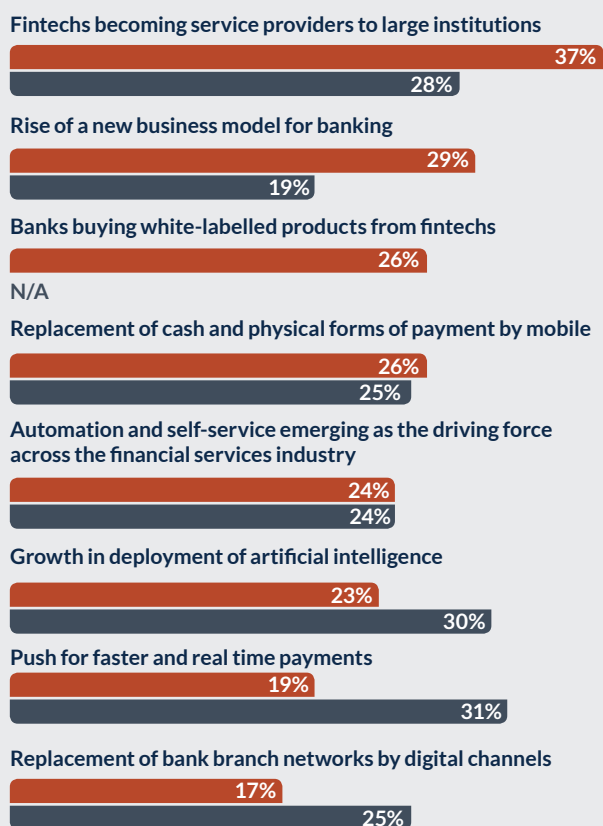 Fintechs becoming service providers to large institutions
37%
28%
Rise of a new business model for banking
29%
19%
Banks buying white-labelled products from fintechs
26%
N/A
Replacement of cash and physical forms of payment by mobile
26%
25%
Automation and self-service emerging as the driving force
across the financial services industry
24%
24%
Growth in deployment of artificial intelligence
23%
30%
Push for faster and real time payments
19%
31%
Replacement of bank branch networks by digital channels
17%
25%